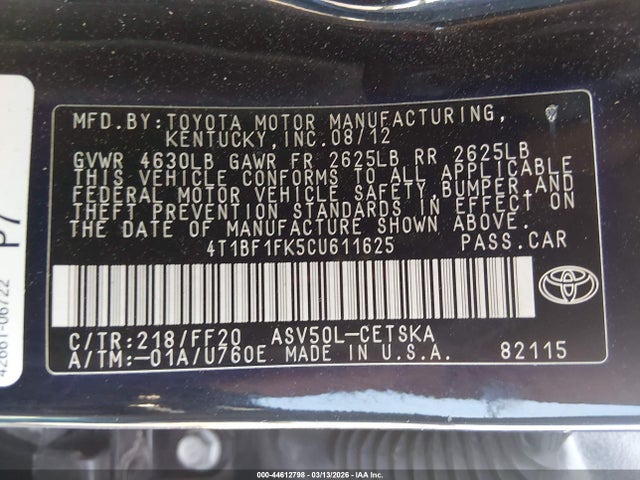 MFD.BY:TOYOTA MOTOR MANUFACTURING,
KENTUCKY,INC.08/12
GVWR 4630LB GAWR FR 2625LB RR 2625LB
THIS VEHICLE CONFORMS TO ALL APPLICABLE
FEDERAL MOTOR VEHICLE SAFETY, BUMPER,AND
THEFT PREVENTION STANDARDS IN EFFECT ON
THE DATE OF MANUFACTURE SHOWN ABOVE.
4T1BF1FK5CU611625 PASS.CAR
C/TR:218/FF20 ASV50L-CETSKA
A/TM:-01A/U760E MADE IN U.S.A. 82115
P7
42661-06722
000-44612798 - 03/13/2026 - IAA Inc.